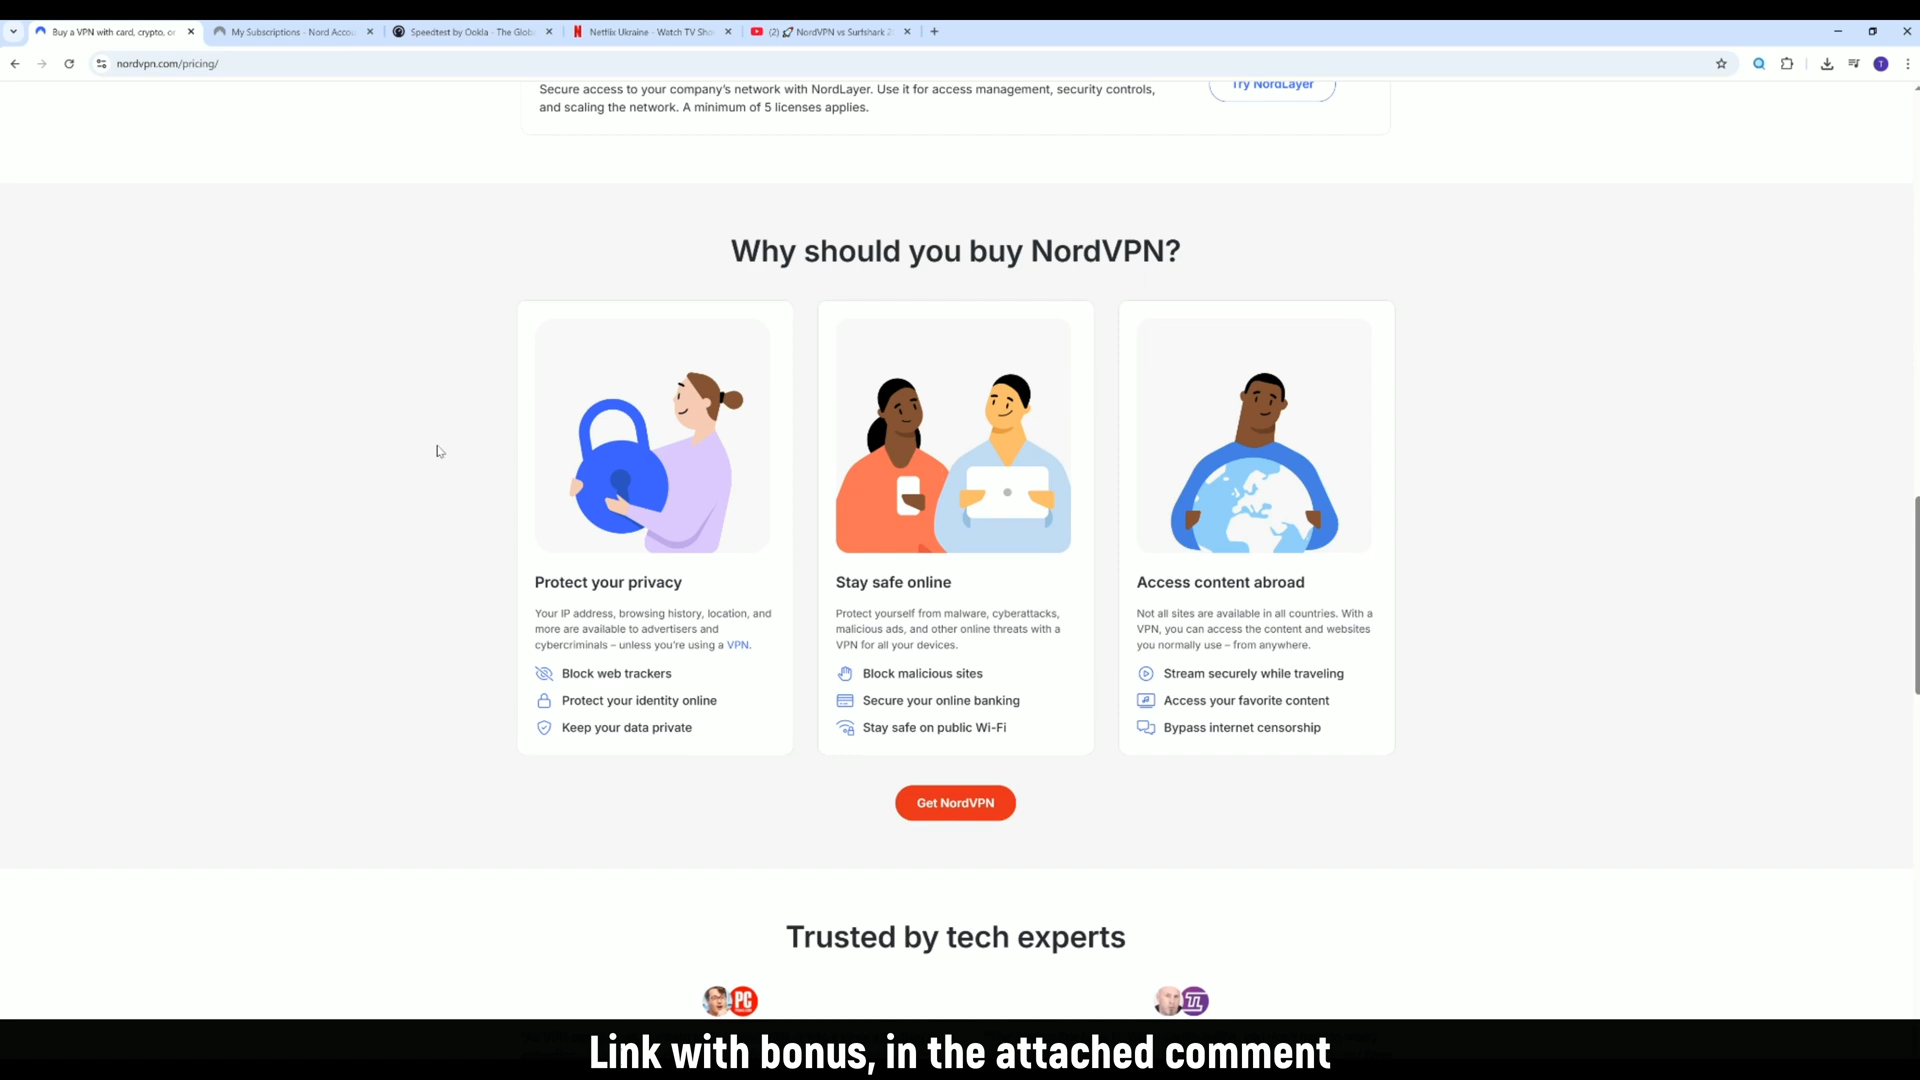 Buy a VPN with card, crypto, or
My Subscriptions - Nord Accou
Speedtest by Ookla - The Glob
Netflix Ukraine - Watch TV Sho
(2) 🚀 NordVPN vs Surfshark 2
nordvpn.com/pricing/
T
Secure access to your company's network with NordLayer. Use it for access management, security controls,
and scaling the network. A minimum of 5 licenses applies.
Try NordLayer
Why should you buy NordVPN?
Protect your privacy
Your IP address, browsing history, location, and
more are available to advertisers and
cybercriminals – unless you're using a VPN.
Block web trackers
Protect your identity online
Keep your data private
Stay safe online
Protect yourself from malware, cyberattacks,
malicious ads, and other online threats with a
VPN for all your devices.
Block malicious sites
Secure your online banking
Stay safe on public Wi-Fi
Access content abroad
Not all sites are available in all countries. With a
VPN, you can access the content and websites
you normally use – from anywhere.
Stream securely while traveling
Access your favorite content
Bypass internet censorship
Get NordVPN
Trusted by tech experts
PC
Link with bonus, in the attached comment